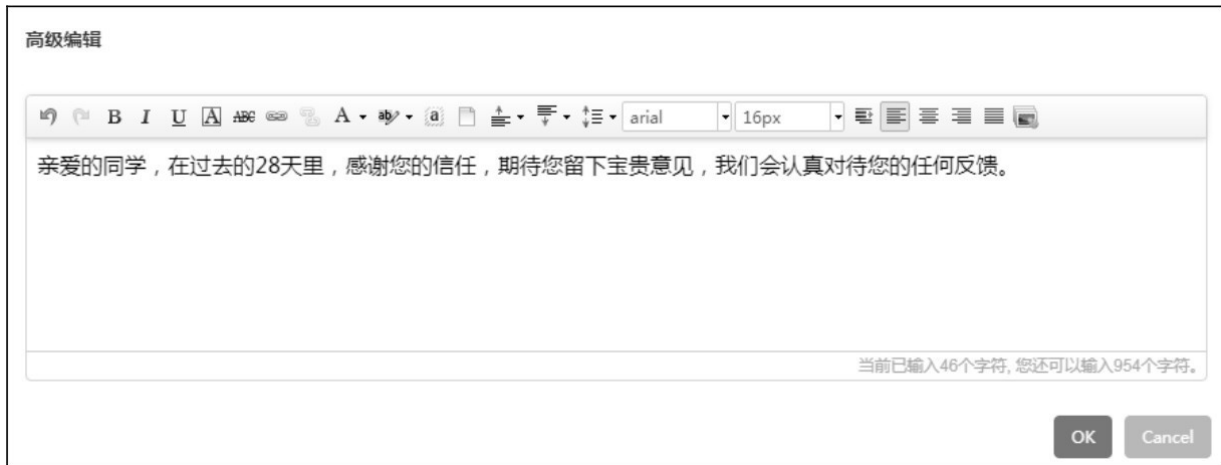 高级编辑
B I U A ABC A ab a arial 16px
亲爱的同学，在过去的28天里，感谢您的信任，期待您留下宝贵意见，我们会认真对待您的任何反馈。
当前已输入46个字符, 您还可以输入954个字符。
OK Cancel